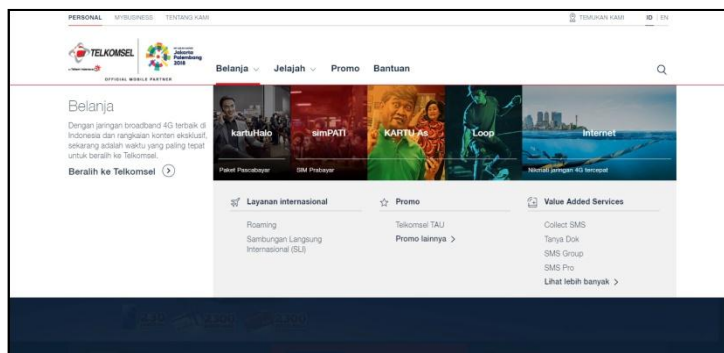 PERSONAL MYBUSINESS TENTANG KAMI TEMUKAN KAMI ID | EN
TELKOMSEL
Jakarta
Palembang
2018
OFFICIAL MOBILE PARTNER
Belanja Jelajah Promo Bantuan
Belanja
Dengan jaringan broadband 4G terbaik di
Indonesia dan rangkaian konten eksklusif,
sekarang adalah waktu yang paling tepat
untuk beralih ke Telkomsel.
Beralih ke Telkomsel
kartuHalo simPATI KARTU As Loop Internet
Paket Pascabayar SIM Prabayar Nikmati jaringan 4G tercepat
Layanan internasional
Roaming
Sambungan Langsung
Internasional (SLI)
Promo
Telkomsel TAU
Promo lainnya >
Value Added Services
Collect SMS
Tanya Dok
SMS Group
SMS Pro
Lihat lebih banyak >